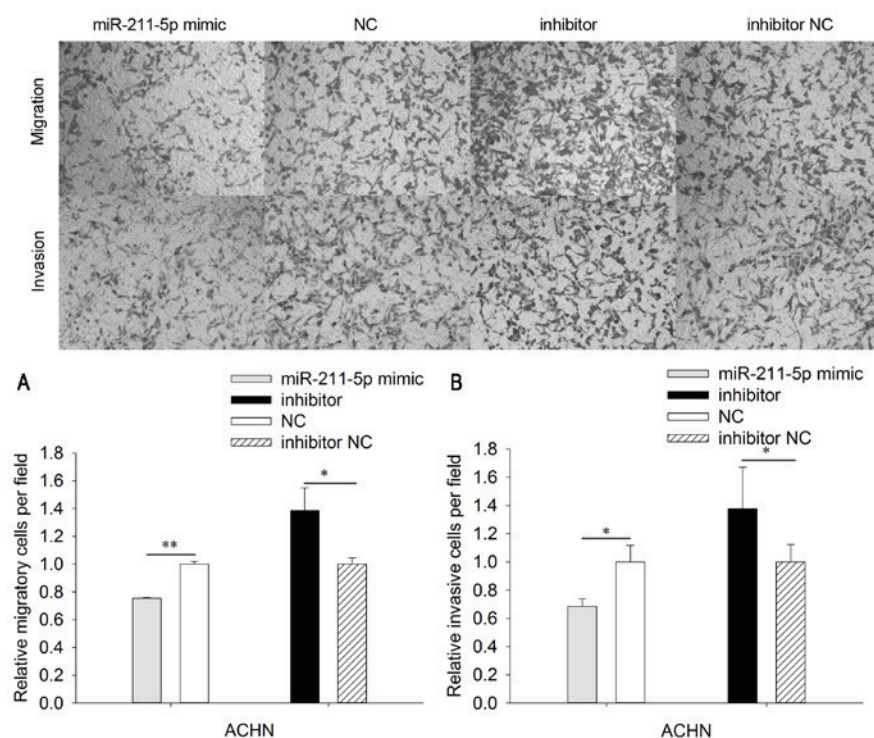 miR-211-5p mimic NC inhibitor inhibitor NC
Migration
Invasion
A
miR-211-5p mimic
inhibitor
NC
inhibitor NC
Relative migratory cells per field
1.8
1.6
1.4
1.2
1.0
0.8
0.6
0.4
0.2
0.0
**
*
ACHN
B
miR-211-5p mimic
inhibitor
NC
inhibitor NC
Relative invasive cells per field
1.8
1.6
1.4
1.2
1.0
0.8
0.6
0.4
0.2
0.0
*
*
ACHN